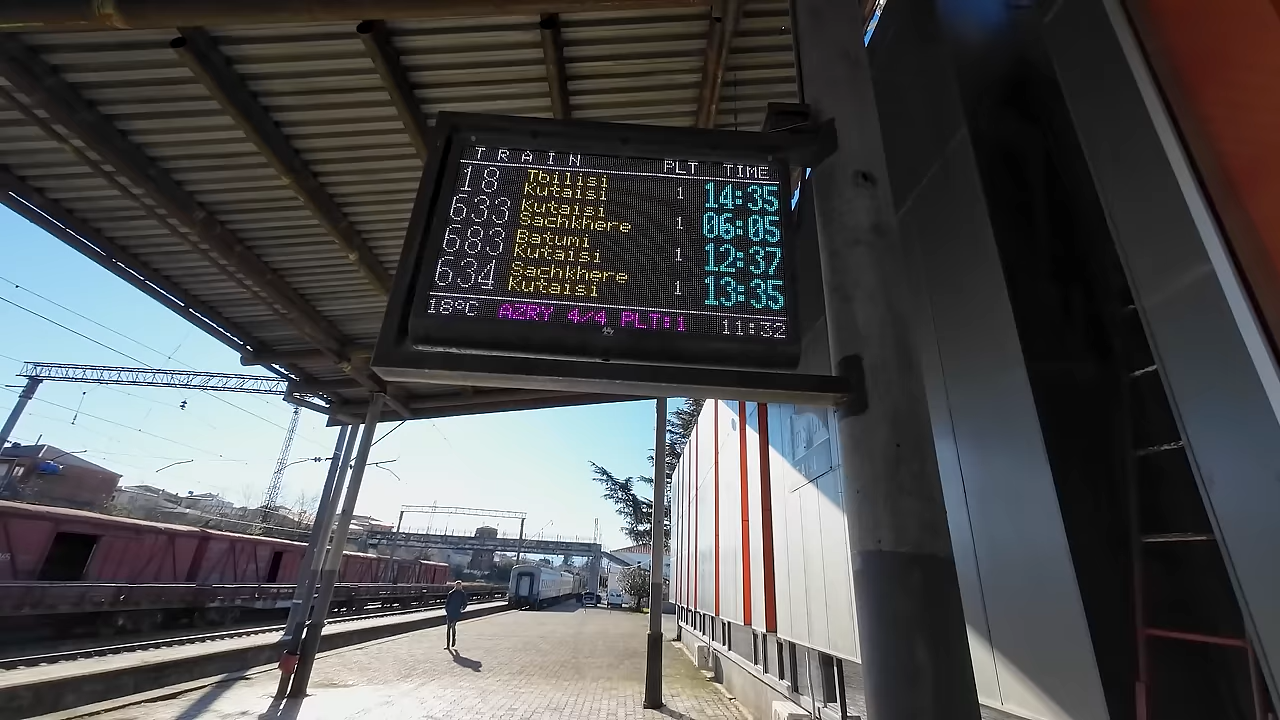 TRAIN PLT TIME
18 Tbilisi Kutaisi 1 14:35
633 Kutaisi Sachkhere 1 06:05
683 Batumi Kutaisi 1 12:37
634 Sachkhere Kutaisi 1 13:35
18°C AZRY 4/4 PLT:1 11:32